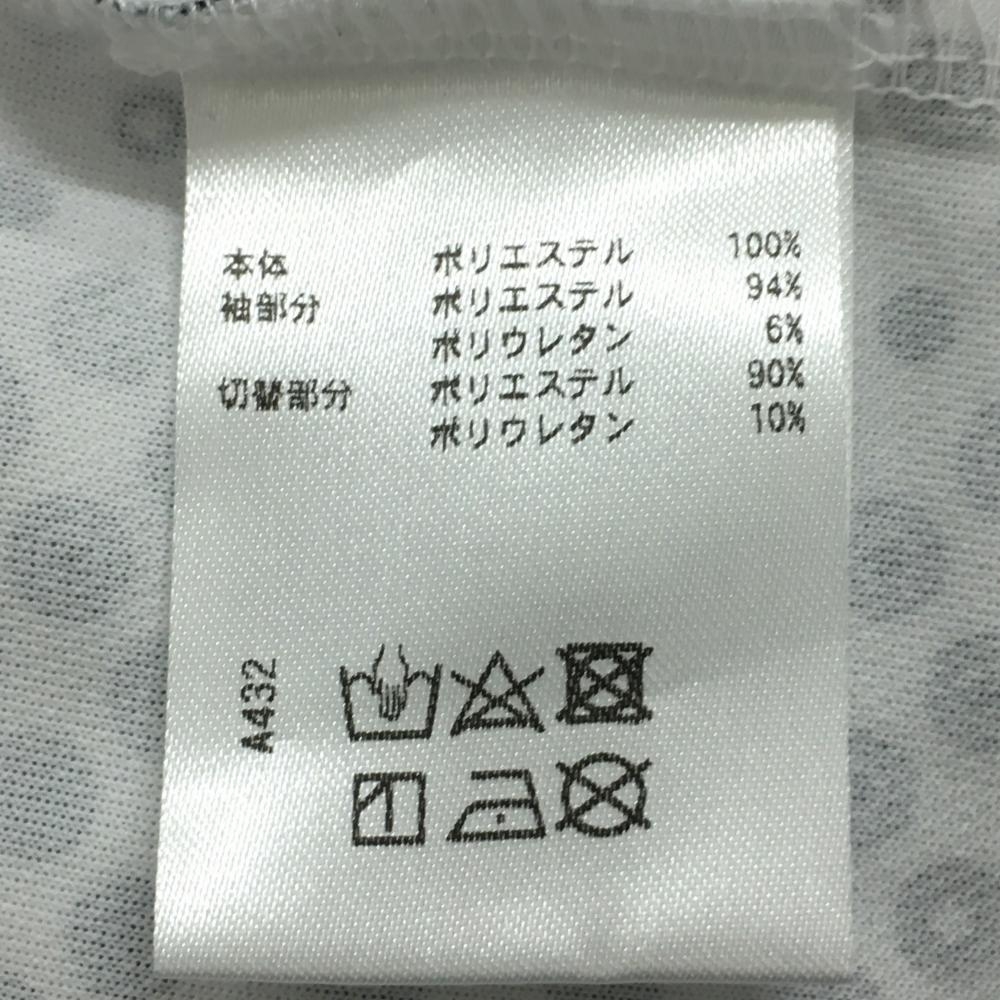 本体 ポリエステル 100%
袖部分 ポリエステル 94%
ポリウレタン 6%
切替部分 ポリエステル 90%
ポリウレタン 10%
A432